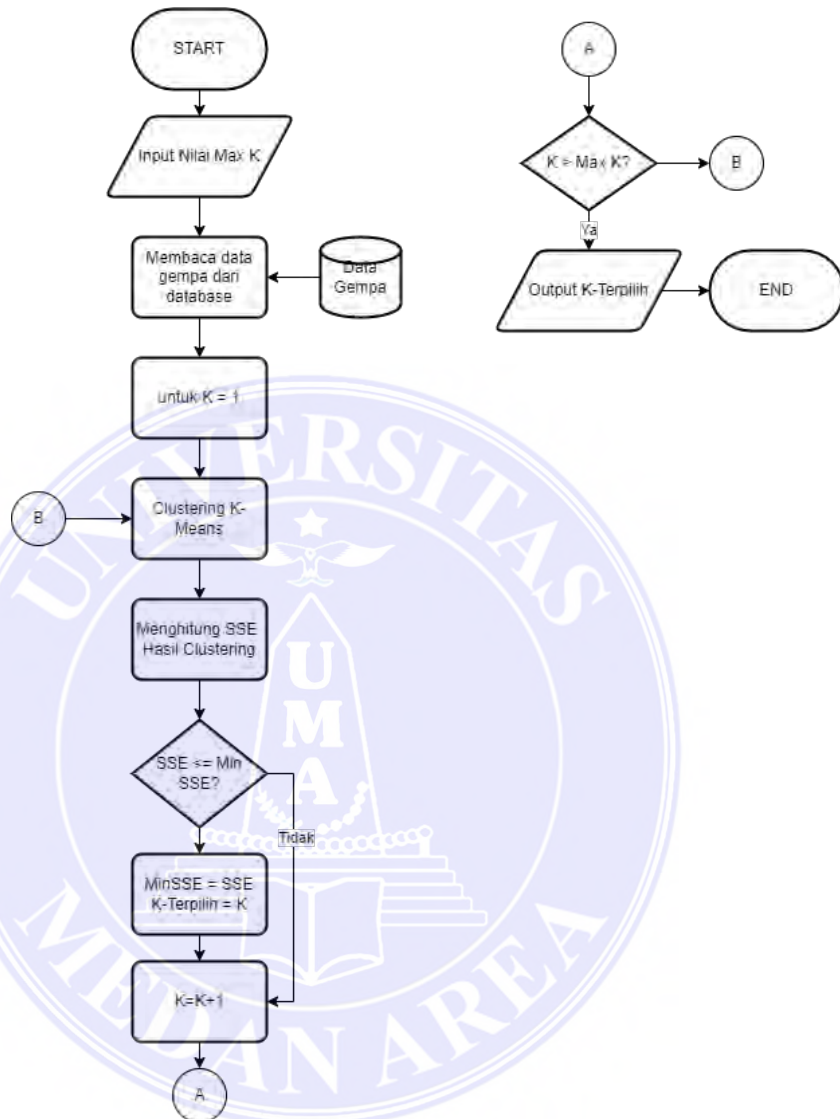 START
Input Nilai Max K
Membaca data
gempa dari
database
Data
Gempa
untuk K = 1
B
Clustering K-
Means
Menghitung SSE
Hasil Clustering
SSE <= Min
SSE?
Tidak
MinSSE = SSE
K-Terpilih = K
K=K+1
A
A
K > Max K?
B
Ya
Output K-Terpilih
END
UNIVERSITAS
UMA
MEDAN AREA